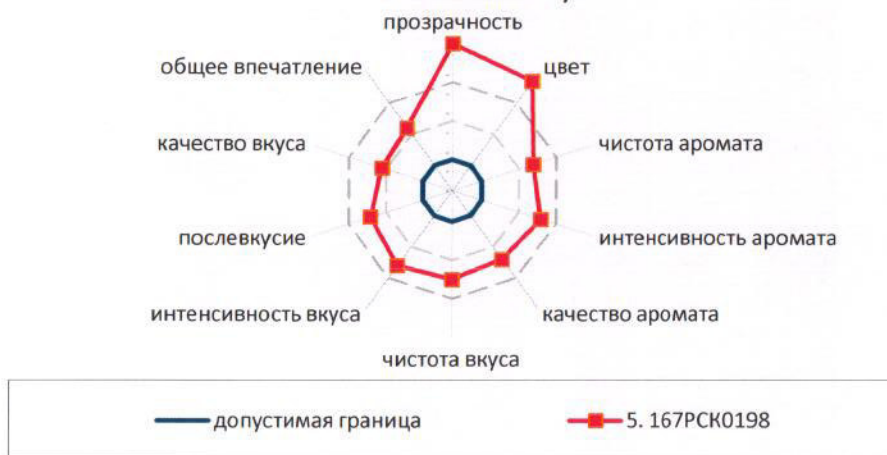 прозрачность
общее впечатление
цвет
качество вкуса
чистота аромата
послевкусие
интенсивность аромата
интенсивность вкуса
качество аромата
чистота вкуса
допустимая граница
5. 167РСК0198